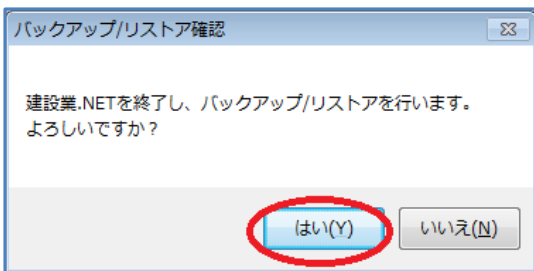 バックアップ/リストア確認
建設業.NETを終了し、バックアップ/リストアを行います。
よろしいですか？
はい(Y)
いいえ(N)